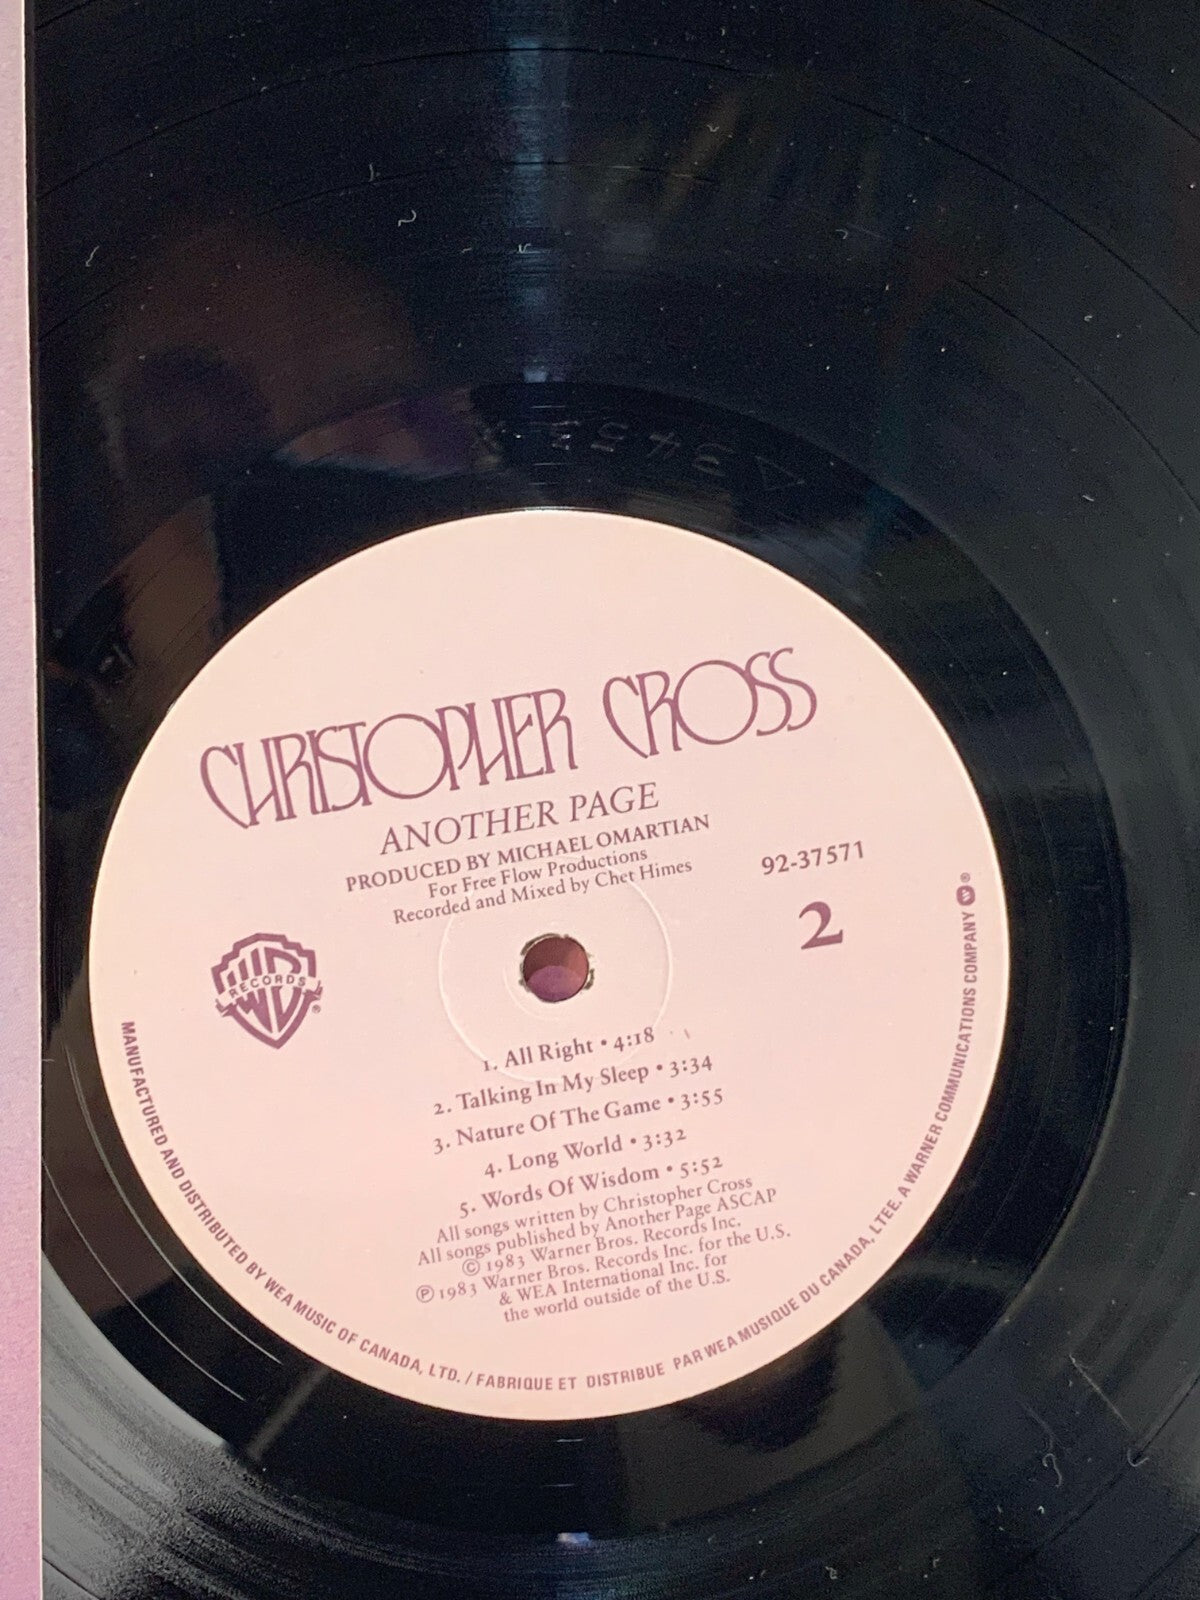 CHRISTOPHER CROSS
ANOTHER PAGE
PRODUCED BY MICHAEL OMARTIAN
For Free Flow Productions
Recorded and Mixed by Chet Himes
92-37571
2
WB
RECORDS
®
1. All Right • 4:18
2. Talking In My Sleep • 3:34
3. Nature Of The Game • 3:55
4. Long World • 3:32
5. Words Of Wisdom • 5:52
All songs written by Christopher Cross
All songs published by Another Page ASCAP
© 1983 Warner Bros. Records Inc.
℗ 1983 Warner Bros. Records Inc. for the U.S.
& WEA International Inc. for
the world outside of the U.S.
MANUFACTURED AND DISTRIBUTED BY WEA MUSIC OF CANADA, LTD. / FABRIQUE ET DISTRIBUE PAR WEA MUSIQUE DU CANADA, LTEE. A WARNER COMMUNICATIONS COMPANY W®